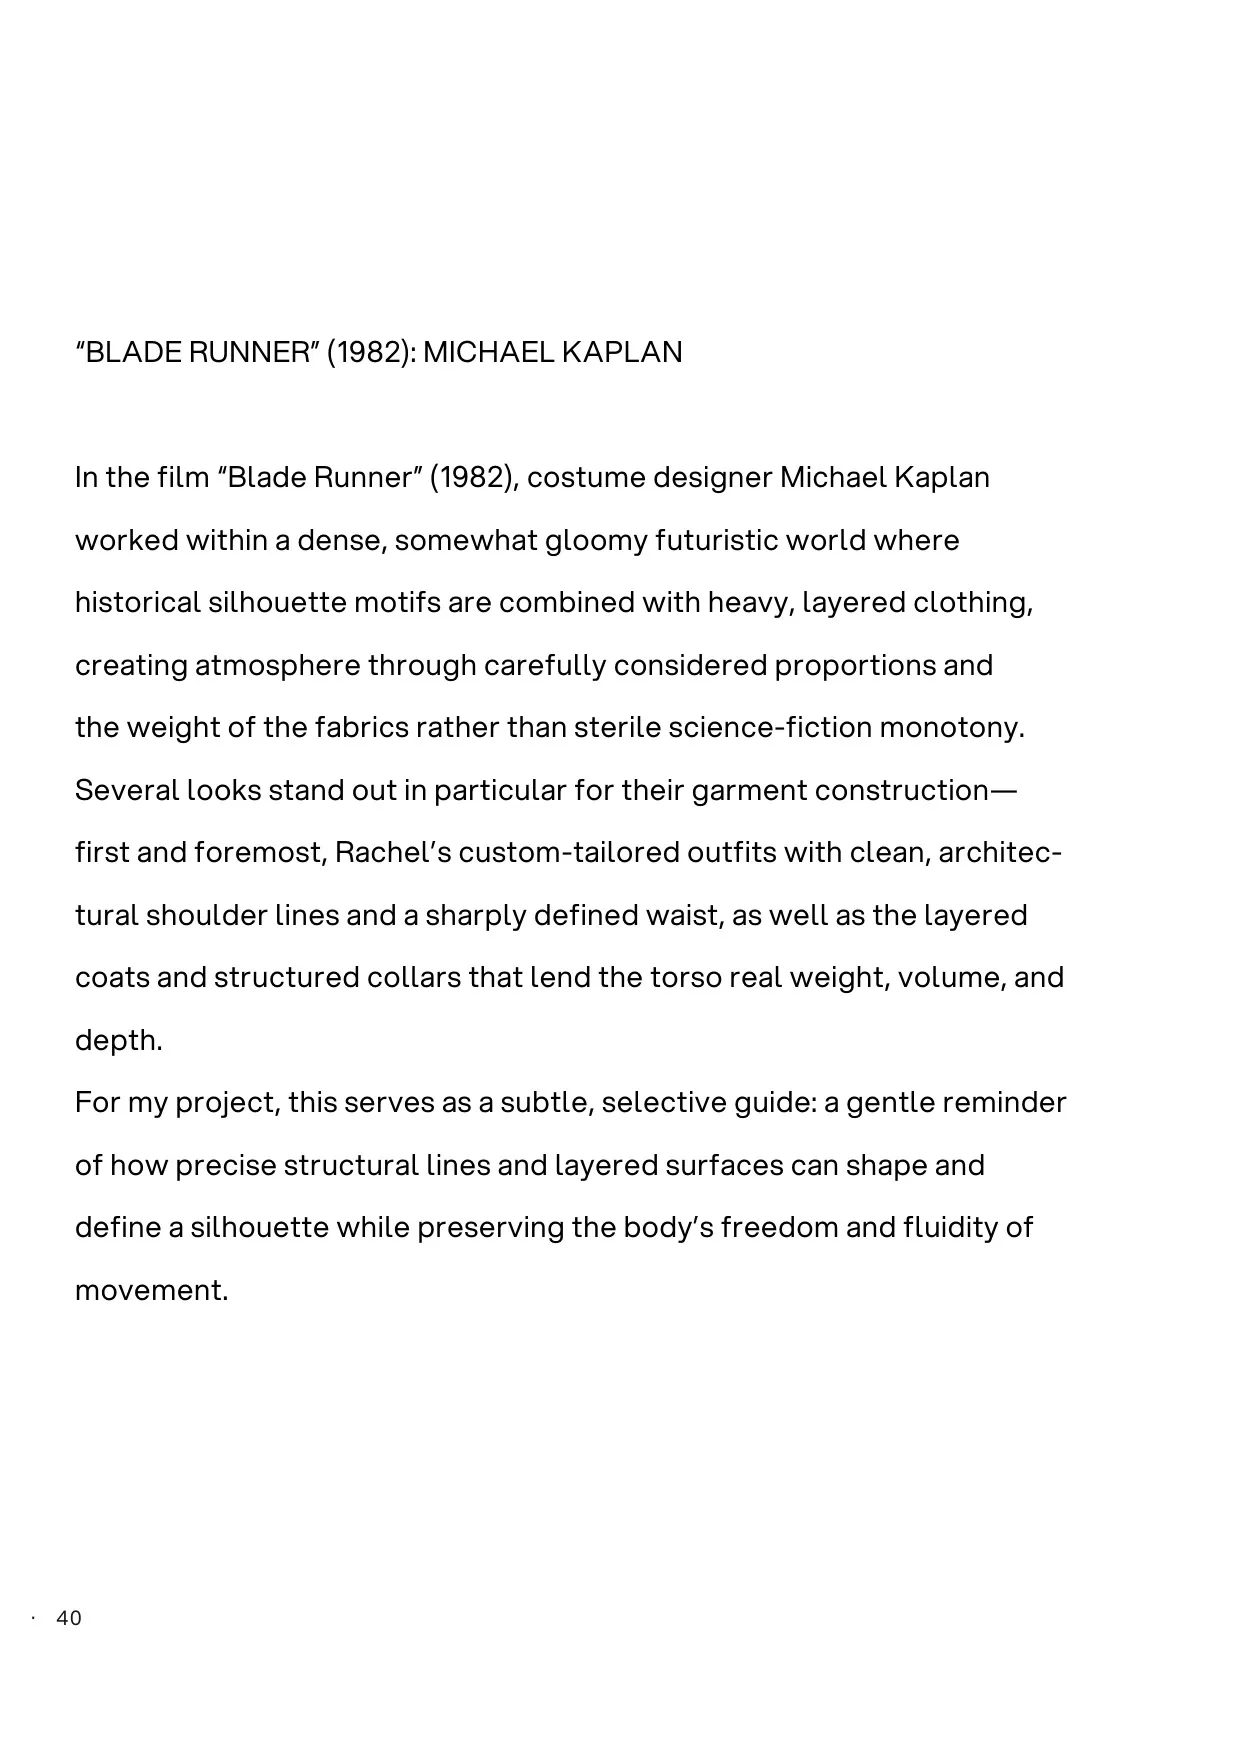 “BLADE RUNNER” (1982): MICHAEL KAPLAN
In the film “Blade Runner” (1982), costume designer Michael Kaplan
worked within a dense, somewhat gloomy futuristic world where
historical silhouette motifs are combined with heavy, layered clothing,
creating atmosphere through carefully considered proportions and
the weight of the fabrics rather than sterile science-fiction monotony.
Several looks stand out in particular for their garment construction—
first and foremost, Rachel’s custom-tailored outfits with clean, architec-
tural shoulder lines and a sharply defined waist, as well as the layered
coats and structured collars that lend the torso real weight, volume, and
depth.
For my project, this serves as a subtle, selective guide: a gentle reminder
of how precise structural lines and layered surfaces can shape and
define a silhouette while preserving the body’s freedom and fluidity of
movement.
· 40